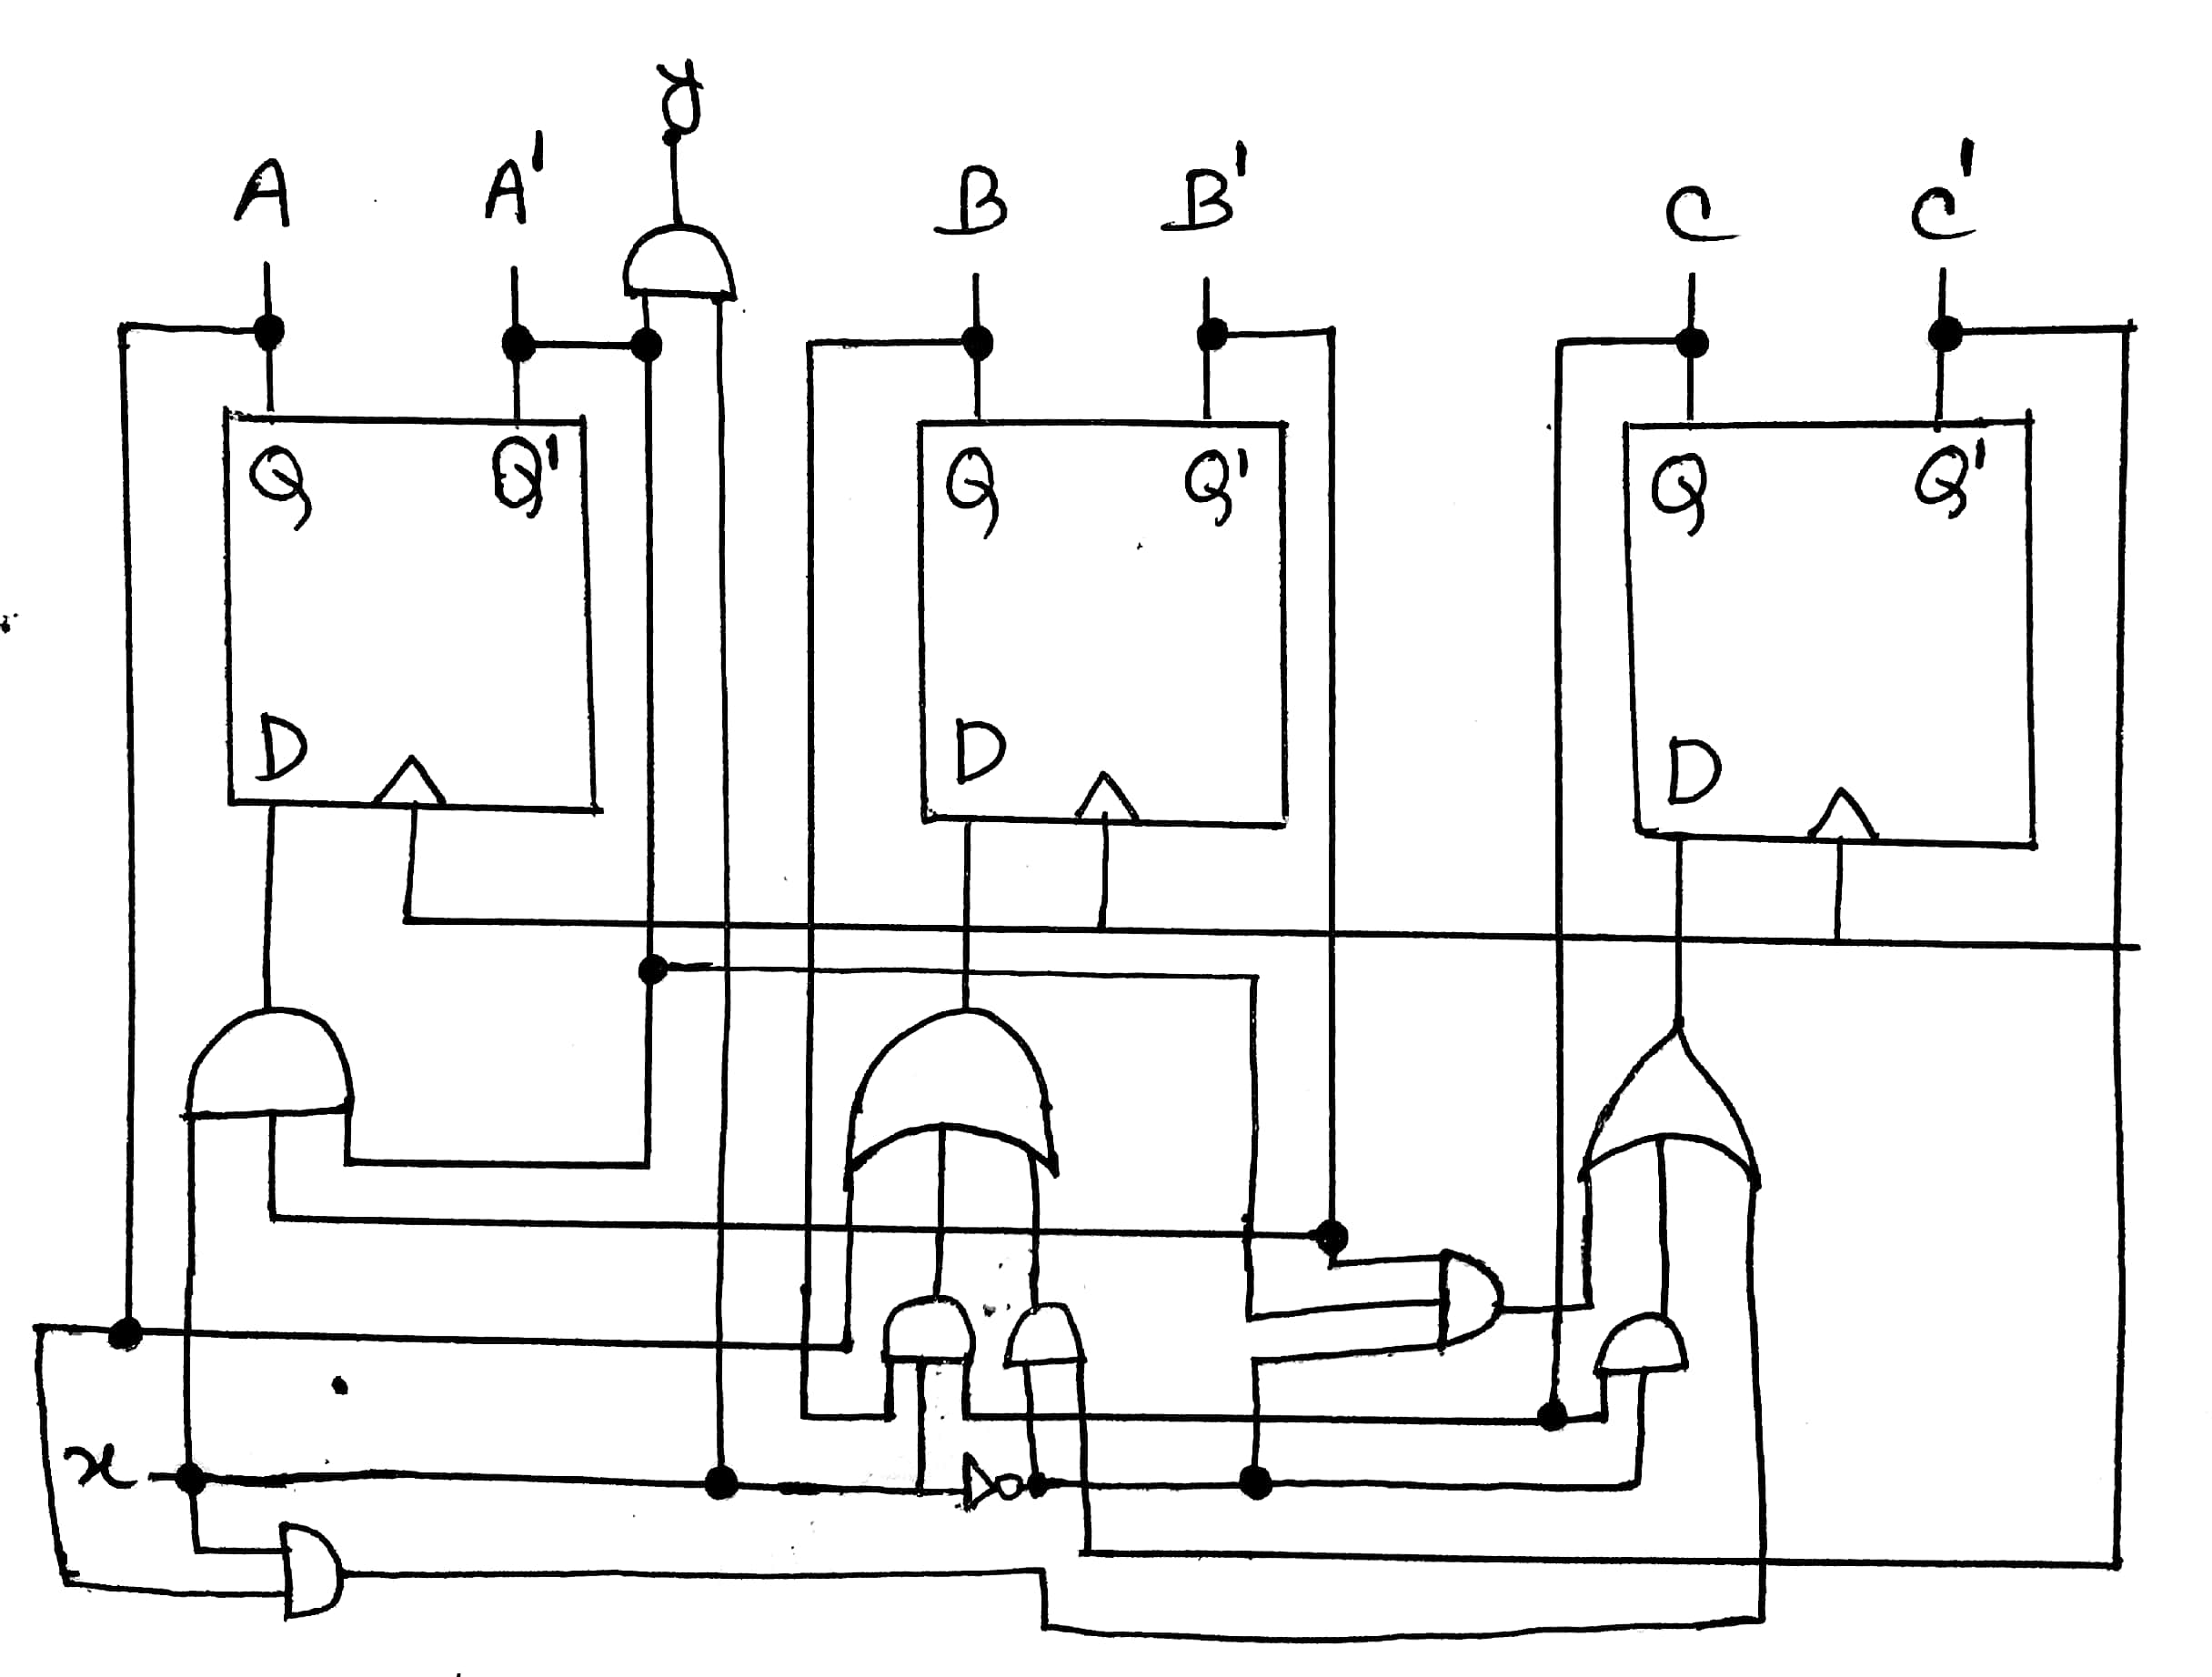 y
A A' B B' C C'
Q Q' Q Q' Q Q'
D D D
x